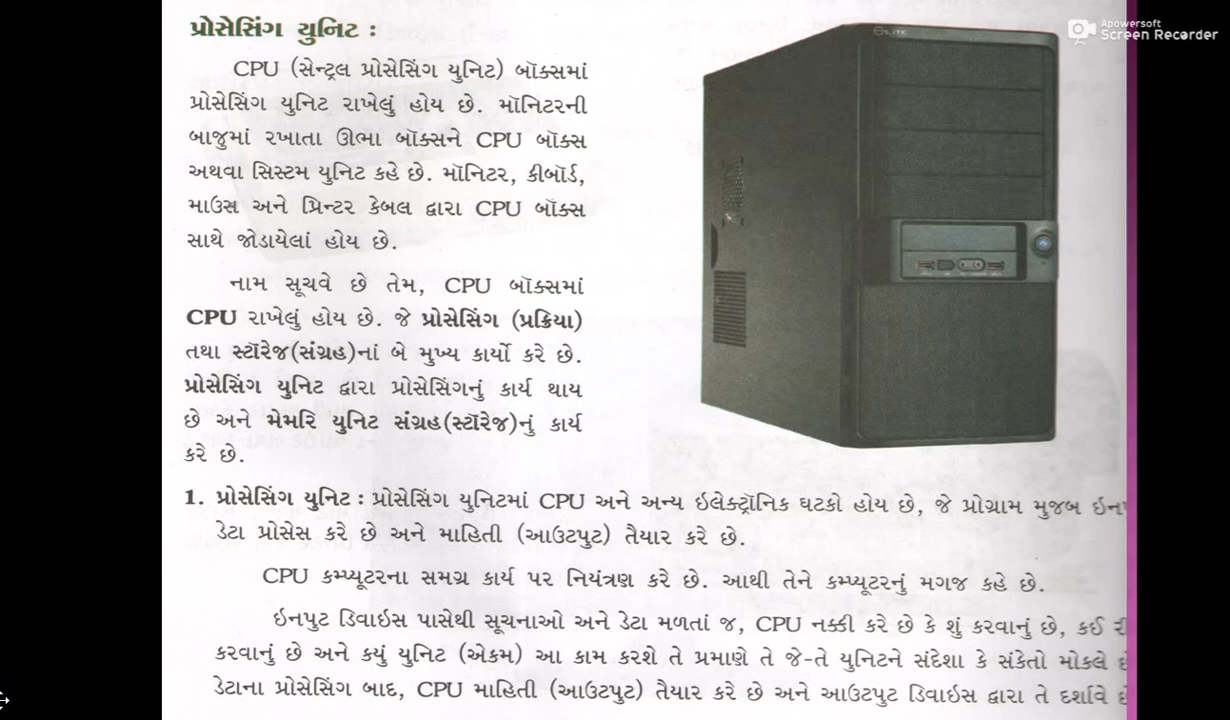 પ્રોસેસિંગ યુનિટ :
Apowersoft
Screen Recorder
CPU (સેન્ટ્રલ પ્રોસેસિંગ યુનિટ) બૉક્સમાં
પ્રોસેસિંગ યુનિટ રાખેલું હોય છે. મૉનિટરની
બાજુમાં રખાતા ઊભા બૉક્સને CPU બૉક્સ
અથવા સિસ્ટમ યુનિટ કહે છે. મૉનિટર, કીબૉર્ડ,
માઉસ અને પ્રિન્ટર કેબલ દ્વારા CPU બૉક્સ
સાથે જોડાયેલાં હોય છે.
નામ સૂચવે છે તેમ, CPU બૉક્સમાં
CPU રાખેલું હોય છે. જે પ્રોસેસિંગ (પ્રક્રિયા)
તથા સ્ટૉરેજ(સંગ્રહ)નાં બે મુખ્ય કાર્યો કરે છે.
પ્રોસેસિંગ યુનિટ દ્વારા પ્રોસેસિંગનું કાર્ય થાય
છે અને મેમરિ યુનિટ સંગ્રહ(સ્ટૉરેજ)નું કાર્ય
કરે છે.
1. પ્રોસેસિંગ યુનિટ : પ્રોસેસિંગ યુનિટમાં CPU અને અન્ય ઇલેક્ટ્રૉનિક ઘટકો હોય છે, જે પ્રોગ્રામ મુજબ
ડેટા પ્રોસેસ કરે છે અને માહિતી (આઉટપુટ) તૈયાર કરે છે.
CPU કમ્પ્યૂટરના સમગ્ર કાર્ય પર નિયંત્રણ કરે છે. આથી તેને કમ્પ્યૂટરનું મગજ કહે છે.
ઇનપુટ ડિવાઇસ પાસેથી સૂચનાઓ અને ડેટા મળતાં જ, CPU નક્કી કરે છે કે શું કરવાનું છે, કઈ
કરવાનું છે અને કયું યુનિટ (એકમ) આ કામ કરશે તે પ્રમાણે તે જે-તે યુનિટને સંદેશા કે સંકેતો મોકલે
ડેટાના પ્રોસેસિંગ બાદ, CPU માહિતી (આઉટપુટ) તૈયાર કરે છે અને આઉટપુટ ડિવાઇસ દ્વારા તે દર્શાવે